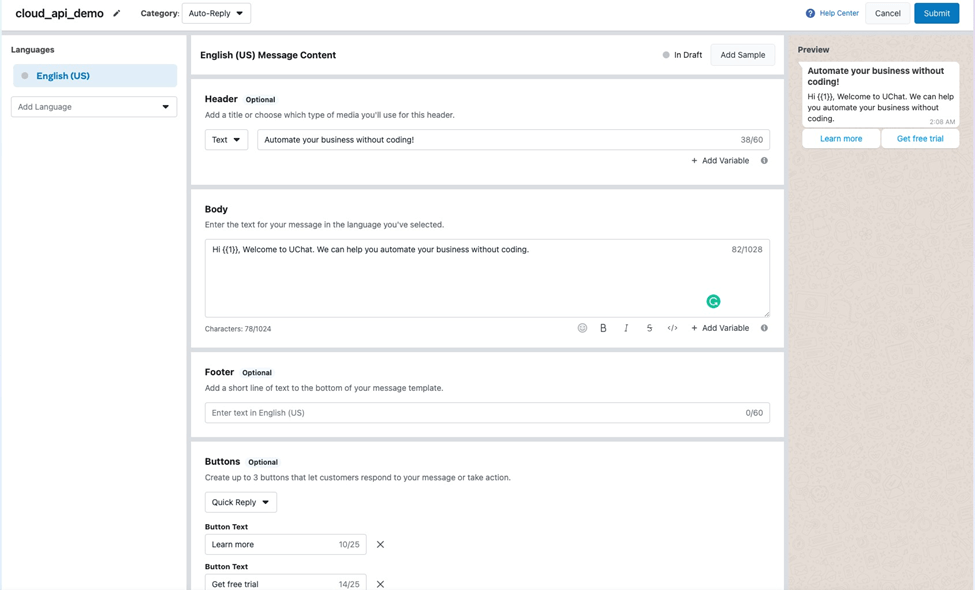 cloud_api_demo
Category: Auto-Reply
Help Center
Cancel
Submit
Languages
English (US)
Add Language
English (US) Message Content
In Draft
Add Sample
Header Optional
Add a title or choose which type of media you'll use for this header.
Text
Automate your business without coding!
38/60
+ Add Variable
Body
Enter the text for your message in the language you've selected.
Hi {{1}}, Welcome to UChat. We can help you automate your business without coding.
82/1028
Characters: 78/1024
B I S </> + Add Variable
Footer Optional
Add a short line of text to the bottom of your message template.
Enter text in English (US)
0/60
Buttons Optional
Create up to 3 buttons that let customers respond to your message or take action.
Quick Reply
Button Text
Learn more 10/25
Button Text
Get free trial 14/25
Preview
Automate your business without
coding!
Hi {{1}}, Welcome to UChat. We can help
you automate your business without
coding.
2:08 AM
Learn more
Get free trial